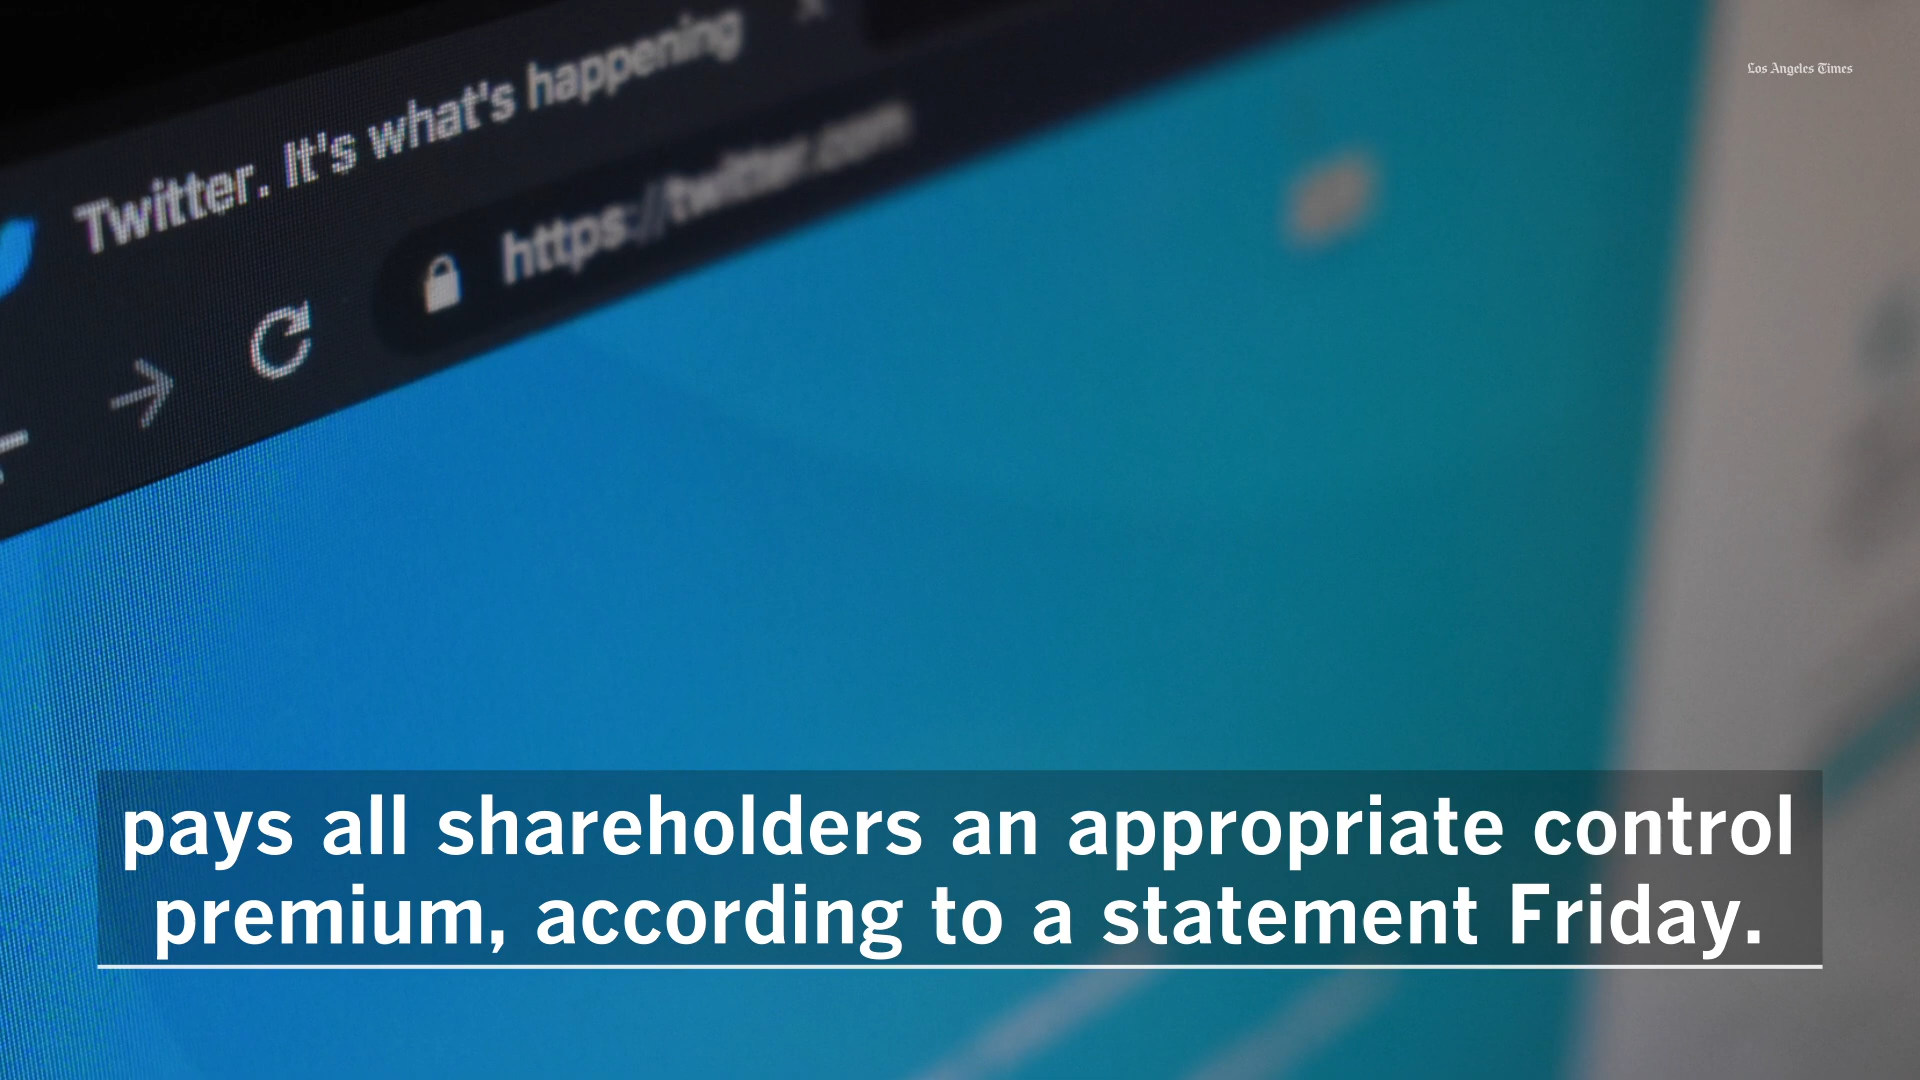 Los Angeles Times
Twitter. It's what's happening
https://twitter.com
pays all shareholders an appropriate control
premium, according to a statement Friday.